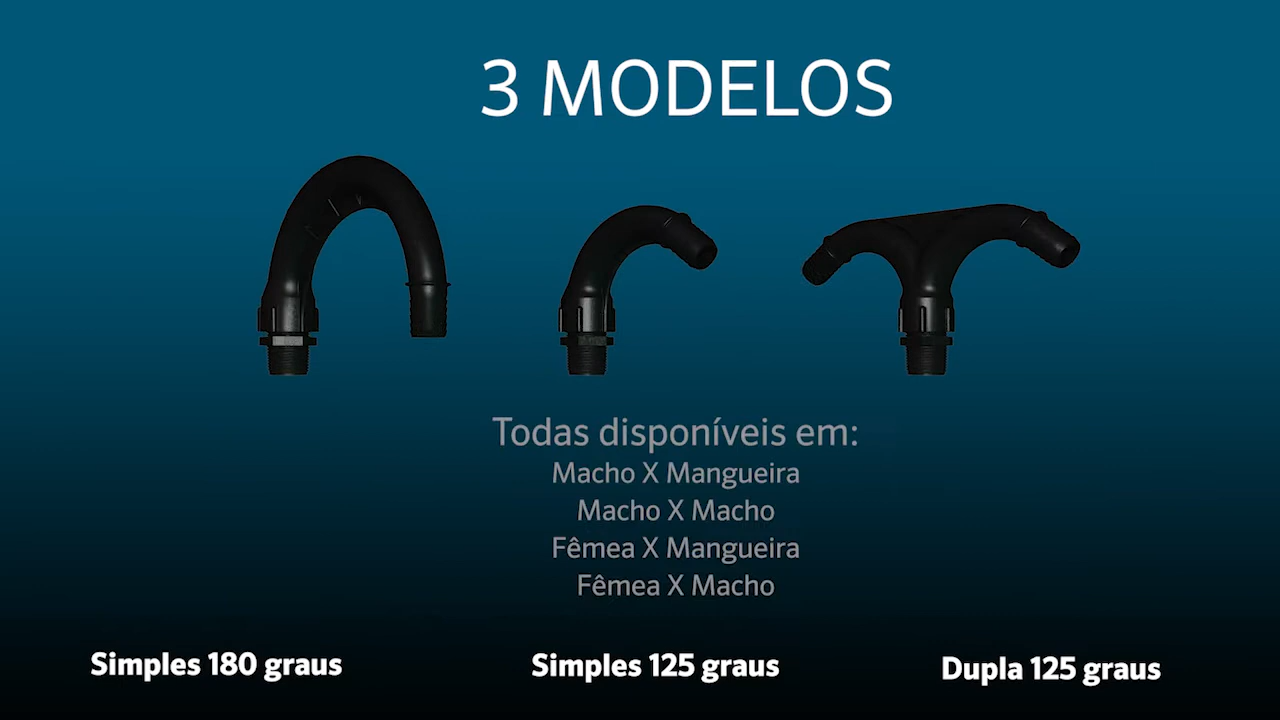 3 MODELOS
Todas disponíveis em:
Macho X Mangueira
Macho X Macho
Fêmea X Mangueira
Fêmea X Macho
Simples 180 graus
Simples 125 graus
Dupla 125 graus